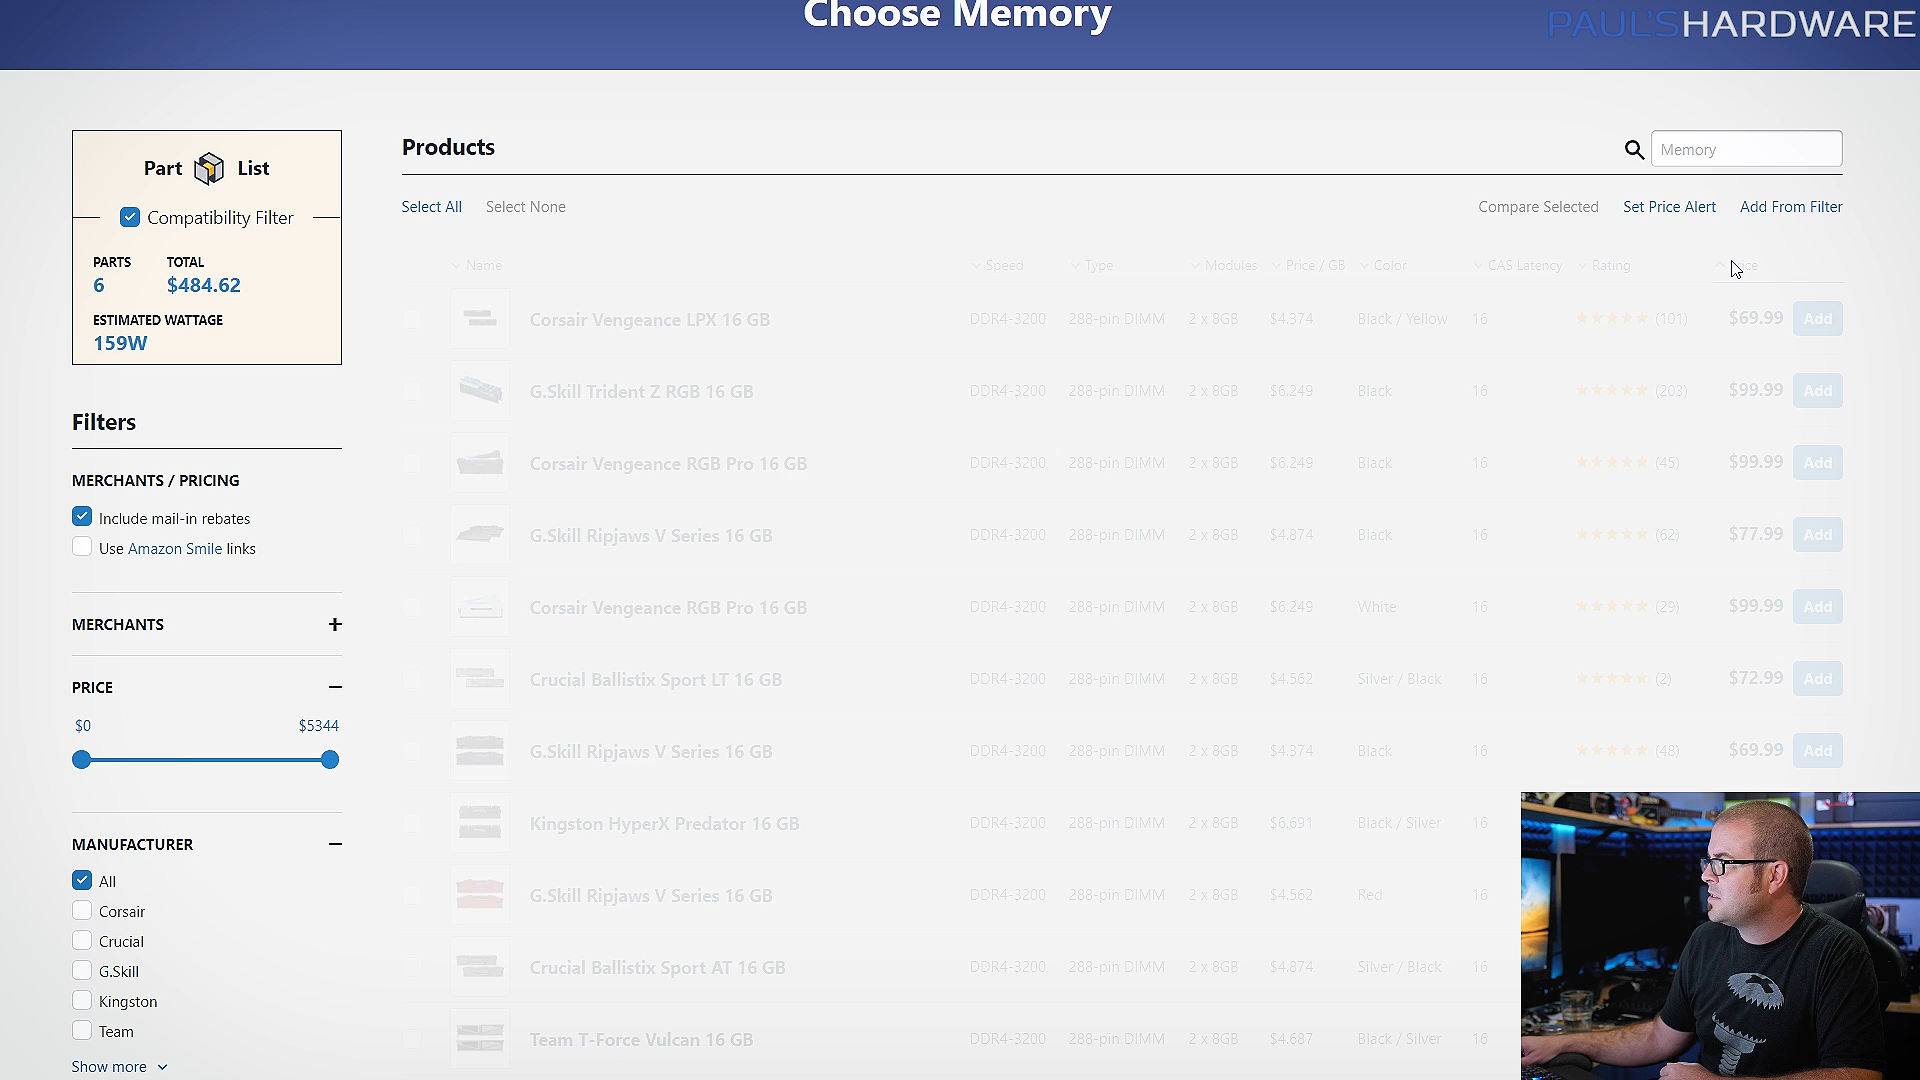 Choose Memory
PAUL'SHARDWARE
Part List
Compatibility Filter
PARTS TOTAL
6 $484.62
ESTIMATED WATTAGE
159W
Filters
MERCHANTS / PRICING
Include mail-in rebates
Use Amazon Smile links
MERCHANTS
PRICE
$0 $5344
MANUFACTURER
All
Corsair
Crucial
G.Skill
Kingston
Team
Show more
Products
Memory
Select All Select None Compare Selected Set Price Alert Add From Filter
Name Speed Type Modules Price / GB Color CAS Latency Rating
Corsair Vengeance LPX 16 GB DDR4-3200 288-pin DIMM 2 x 8GB $4.374 Black / Yellow 16 (101) $69.99 Add
G.Skill Trident Z RGB 16 GB DDR4-3200 288-pin DIMM 2 x 8GB $6.249 Black 16 (203) $99.99 Add
Corsair Vengeance RGB Pro 16 GB DDR4-3200 288-pin DIMM 2 x 8GB $6.249 Black 16 (45) $99.99 Add
G.Skill Ripjaws V Series 16 GB DDR4-3200 288-pin DIMM 2 x 8GB $4.874 Black 16 (62) $77.99 Add
Corsair Vengeance RGB Pro 16 GB DDR4-3200 288-pin DIMM 2 x 8GB $6.249 White 16 (29) $99.99 Add
Crucial Ballistix Sport LT 16 GB DDR4-3200 288-pin DIMM 2 x 8GB $4.562 Silver / Black 16 (2) $72.99 Add
G.Skill Ripjaws V Series 16 GB DDR4-3200 288-pin DIMM 2 x 8GB $4.374 Black 16 (48) $69.99 Add
Kingston HyperX Predator 16 GB DDR4-3200 288-pin DIMM 2 x 8GB $6.691 Black / Silver 16
G.Skill Ripjaws V Series 16 GB DDR4-3200 288-pin DIMM 2 x 8GB $4.562 Red 16
Crucial Ballistix Sport AT 16 GB DDR4-3200 288-pin DIMM 2 x 8GB $4.874 Silver / Black 16
Team T-Force Vulcan 16 GB DDR4-3200 288-pin DIMM 2 x 8GB $4.687 Black / Silver 16